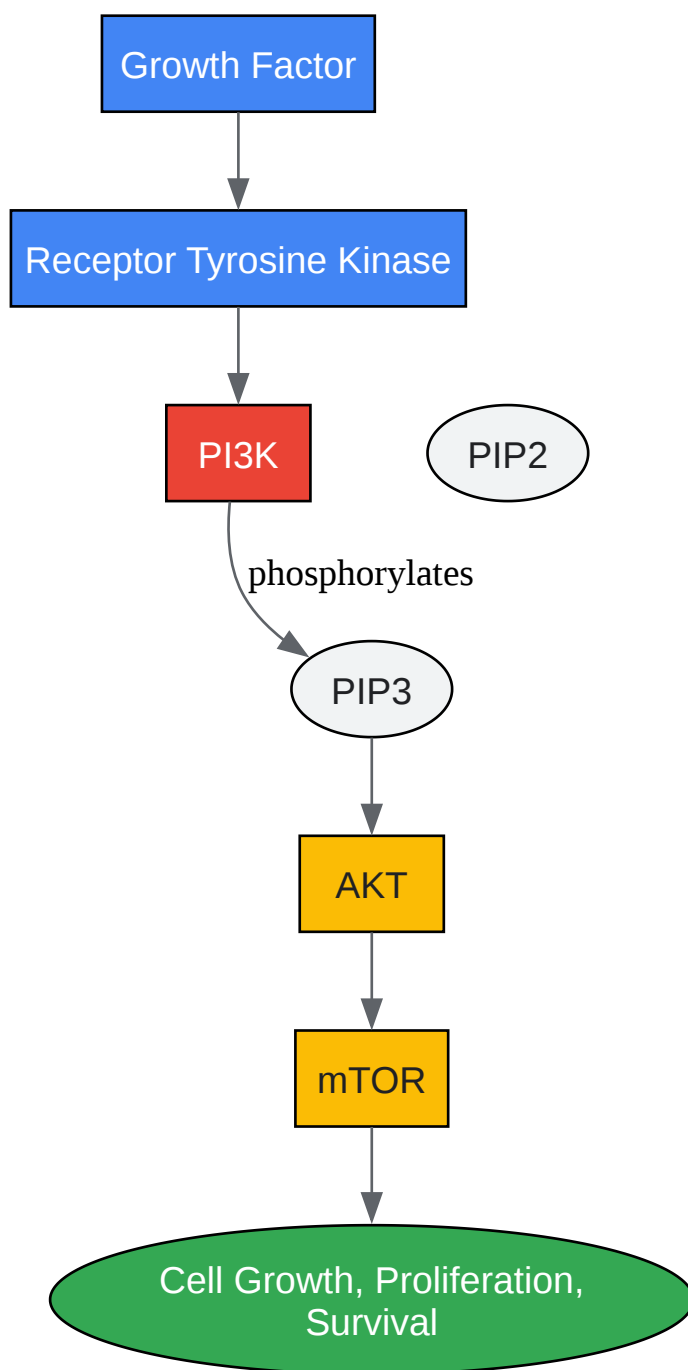 Growth Factor
Receptor Tyrosine Kinase
PI3K
PIP2
phosphorylates
PIP3
AKT
mTOR
Cell Growth, Proliferation,
Survival